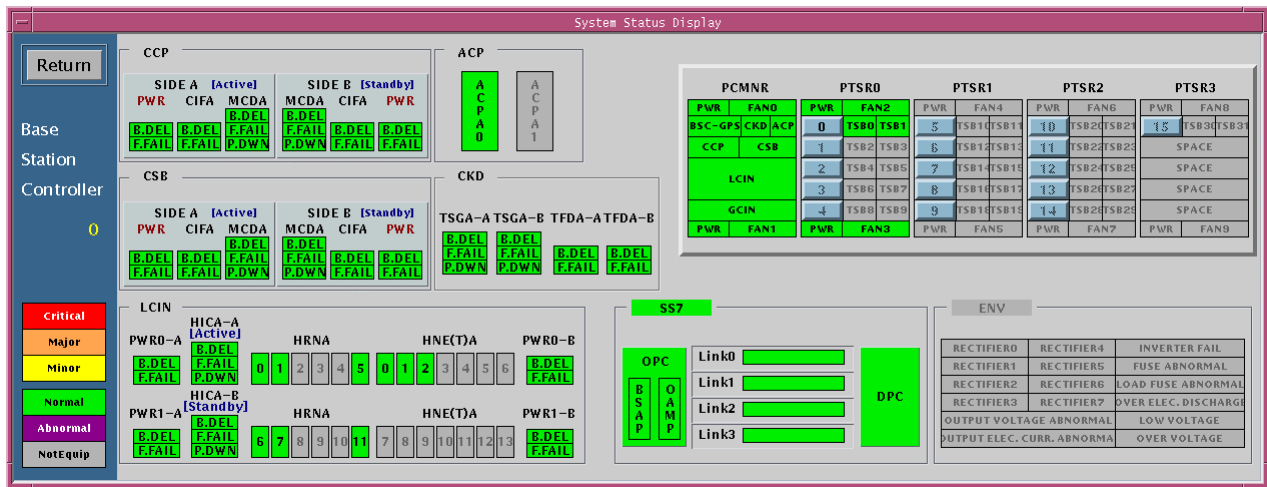 System Status Display
Return
Base
Station
Controller
0
Critical
Major
Minor
Normal
Abnormal
NotEquip
CCP
SIDE A [Active] SIDE B [Standby]
PWR CIFA MCDA MCDA CIFA PWR
B.DEL B.DEL
B.DEL B.DEL F.FAIL F.FAIL B.DEL B.DEL
F.FAIL F.FAIL P.DWN P.DWN F.FAIL F.FAIL
ACP
ACPA0 ACPA1
CSB
SIDE A [Active] SIDE B [Standby]
PWR CIFA MCDA MCDA CIFA PWR
B.DEL B.DEL
B.DEL B.DEL F.FAIL F.FAIL B.DEL B.DEL
F.FAIL F.FAIL P.DWN P.DWN F.FAIL F.FAIL
CKD
TSGA-A TSGA-B TFDA-A TFDA-B
B.DEL B.DEL
F.FAIL F.FAIL B.DEL B.DEL
P.DWN P.DWN F.FAIL F.FAIL
PCMNR PTSR0 PTSR1 PTSR2 PTSR3
PWR FAN0 PWR FAN2 PWR FAN4 PWR FAN6 PWR FAN8
BSC-GPS CKD ACP 0 TSB0 TSB1 5 TSB10 TSB11 10 TSB20 TSB21 15 TSB30 TSB31
CCP CSB 1 TSB2 TSB3 6 TSB12 TSB13 11 TSB22 TSB23 SPACE
LCIN 2 TSB4 TSB5 7 TSB14 TSB15 12 TSB24 TSB25 SPACE
3 TSB6 TSB7 8 TSB16 TSB17 13 TSB26 TSB27 SPACE
GCIN 4 TSB8 TSB9 9 TSB18 TSB19 14 TSB28 TSB29 SPACE
PWR FAN1 PWR FAN3 PWR FAN5 PWR FAN7 PWR FAN9
LCIN
PWR0-A HICA-A [Active] HRNA HNE(T)A PWR0-B
B.DEL
B.DEL F.FAIL 0 1 2 3 4 5 0 1 2 3 4 5 6 B.DEL
F.FAIL P.DWN F.FAIL
PWR1-A HICA-B [Standby] HRNA HNE(T)A PWR1-B
B.DEL
B.DEL F.FAIL 6 7 8 9 10 11 7 8 9 10 11 12 13 B.DEL
F.FAIL P.DWN F.FAIL
SS7
OPC
BSAP OAMP
Link0
Link1
Link2
Link3
DPC
ENV
RECTIFIER0 RECTIFIER4 INVERTER FAIL
RECTIFIER1 RECTIFIER5 FUSE ABNORMAL
RECTIFIER2 RECTIFIER6 LOAD FUSE ABNORMAL
RECTIFIER3 RECTIFIER7 OVER ELEC. DISCHARGE
OUTPUT VOLTAGE ABNORMAL LOW VOLTAGE
OUTPUT ELEC. CURR. ABNORMA OVER VOLTAGE